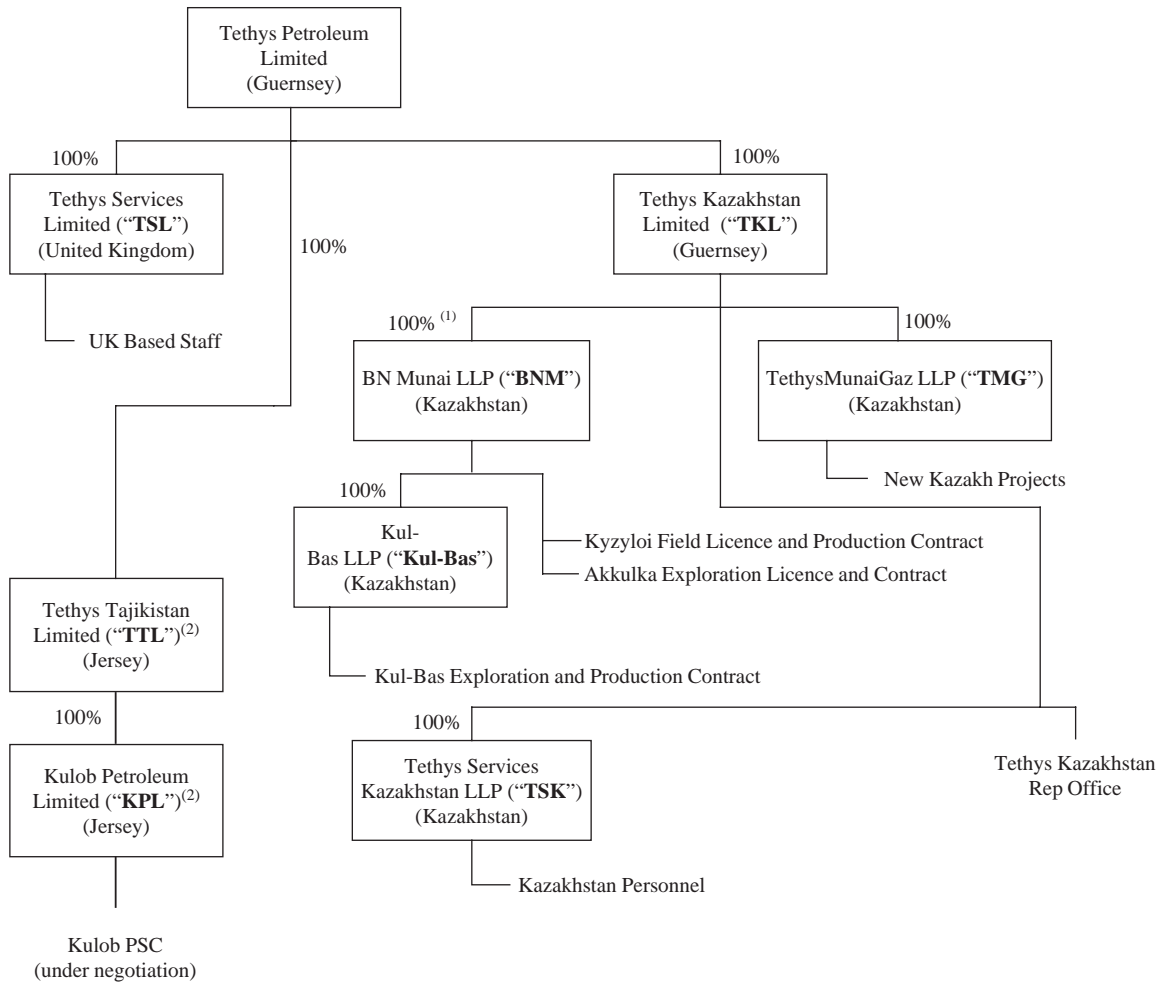 Tethys Petroleum
Limited
(Guernsey)
100%
100%
Tethys Services
Limited (“TSL”)
(United Kingdom)
100%
Tethys Kazakhstan
Limited (“TKL”)
(Guernsey)
UK Based Staff
100% (1)
100%
BN Munai LLP (“BNM”)
(Kazakhstan)
TethysMunaiGaz LLP (“TMG”)
(Kazakhstan)
New Kazakh Projects
100%
Kul-
Bas LLP (“Kul-Bas”)
(Kazakhstan)
Kyzyloi Field Licence and Production Contract
Akkulka Exploration Licence and Contract
Tethys Tajikistan
Limited (“TTL”)(2)
(Jersey)
Kul-Bas Exploration and Production Contract
100%
100%
Kulob Petroleum
Limited (“KPL”)(2)
(Jersey)
Tethys Services
Kazakhstan LLP (“TSK”)
(Kazakhstan)
Tethys Kazakhstan
Rep Office
Kazakhstan Personnel
Kulob PSC
(under negotiation)